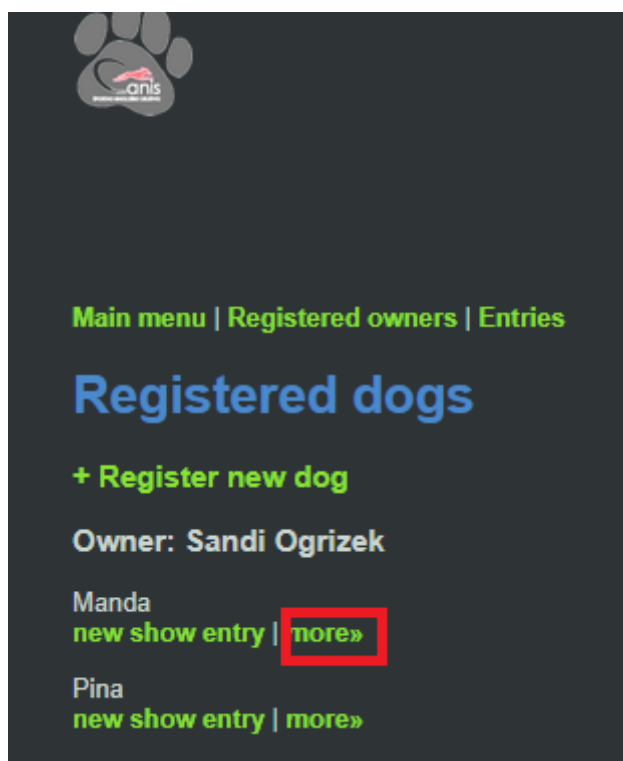 anis
Main menu | Registered owners | Entries
Registered dogs
+ Register new dog
Owner: Sandi Ogrizek
Manda
new show entry | more»
Pina
new show entry | more»